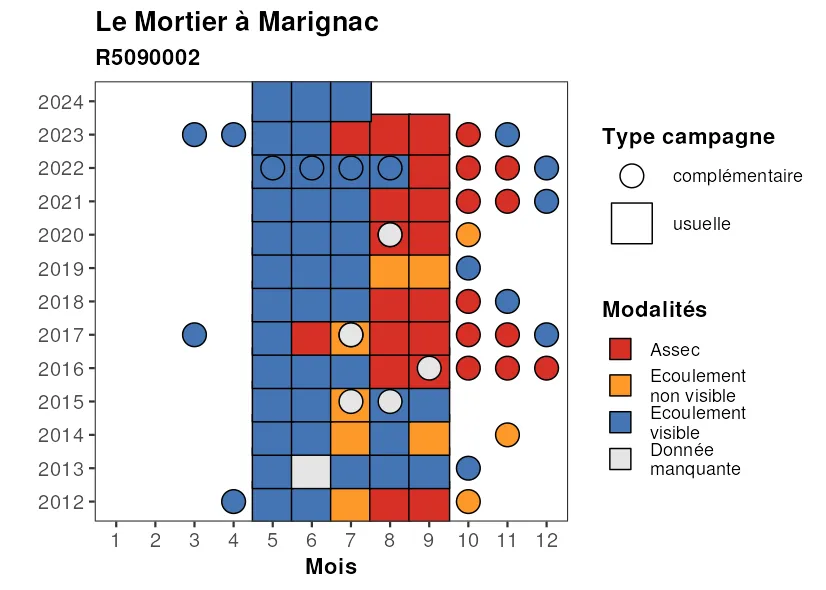 Le Mortier à Marignac
R5090002
2024
2023
2022
2021
2020
2019
2018
2017
2016
2015
2014
2013
2012
1 2 3 4 5 6 7 8 9 10 11 12
Mois
Type campagne
complémentaire
usuelle
Modalités
Assec
Ecoulement
non visible
Ecoulement
visible
Donnée
manquante